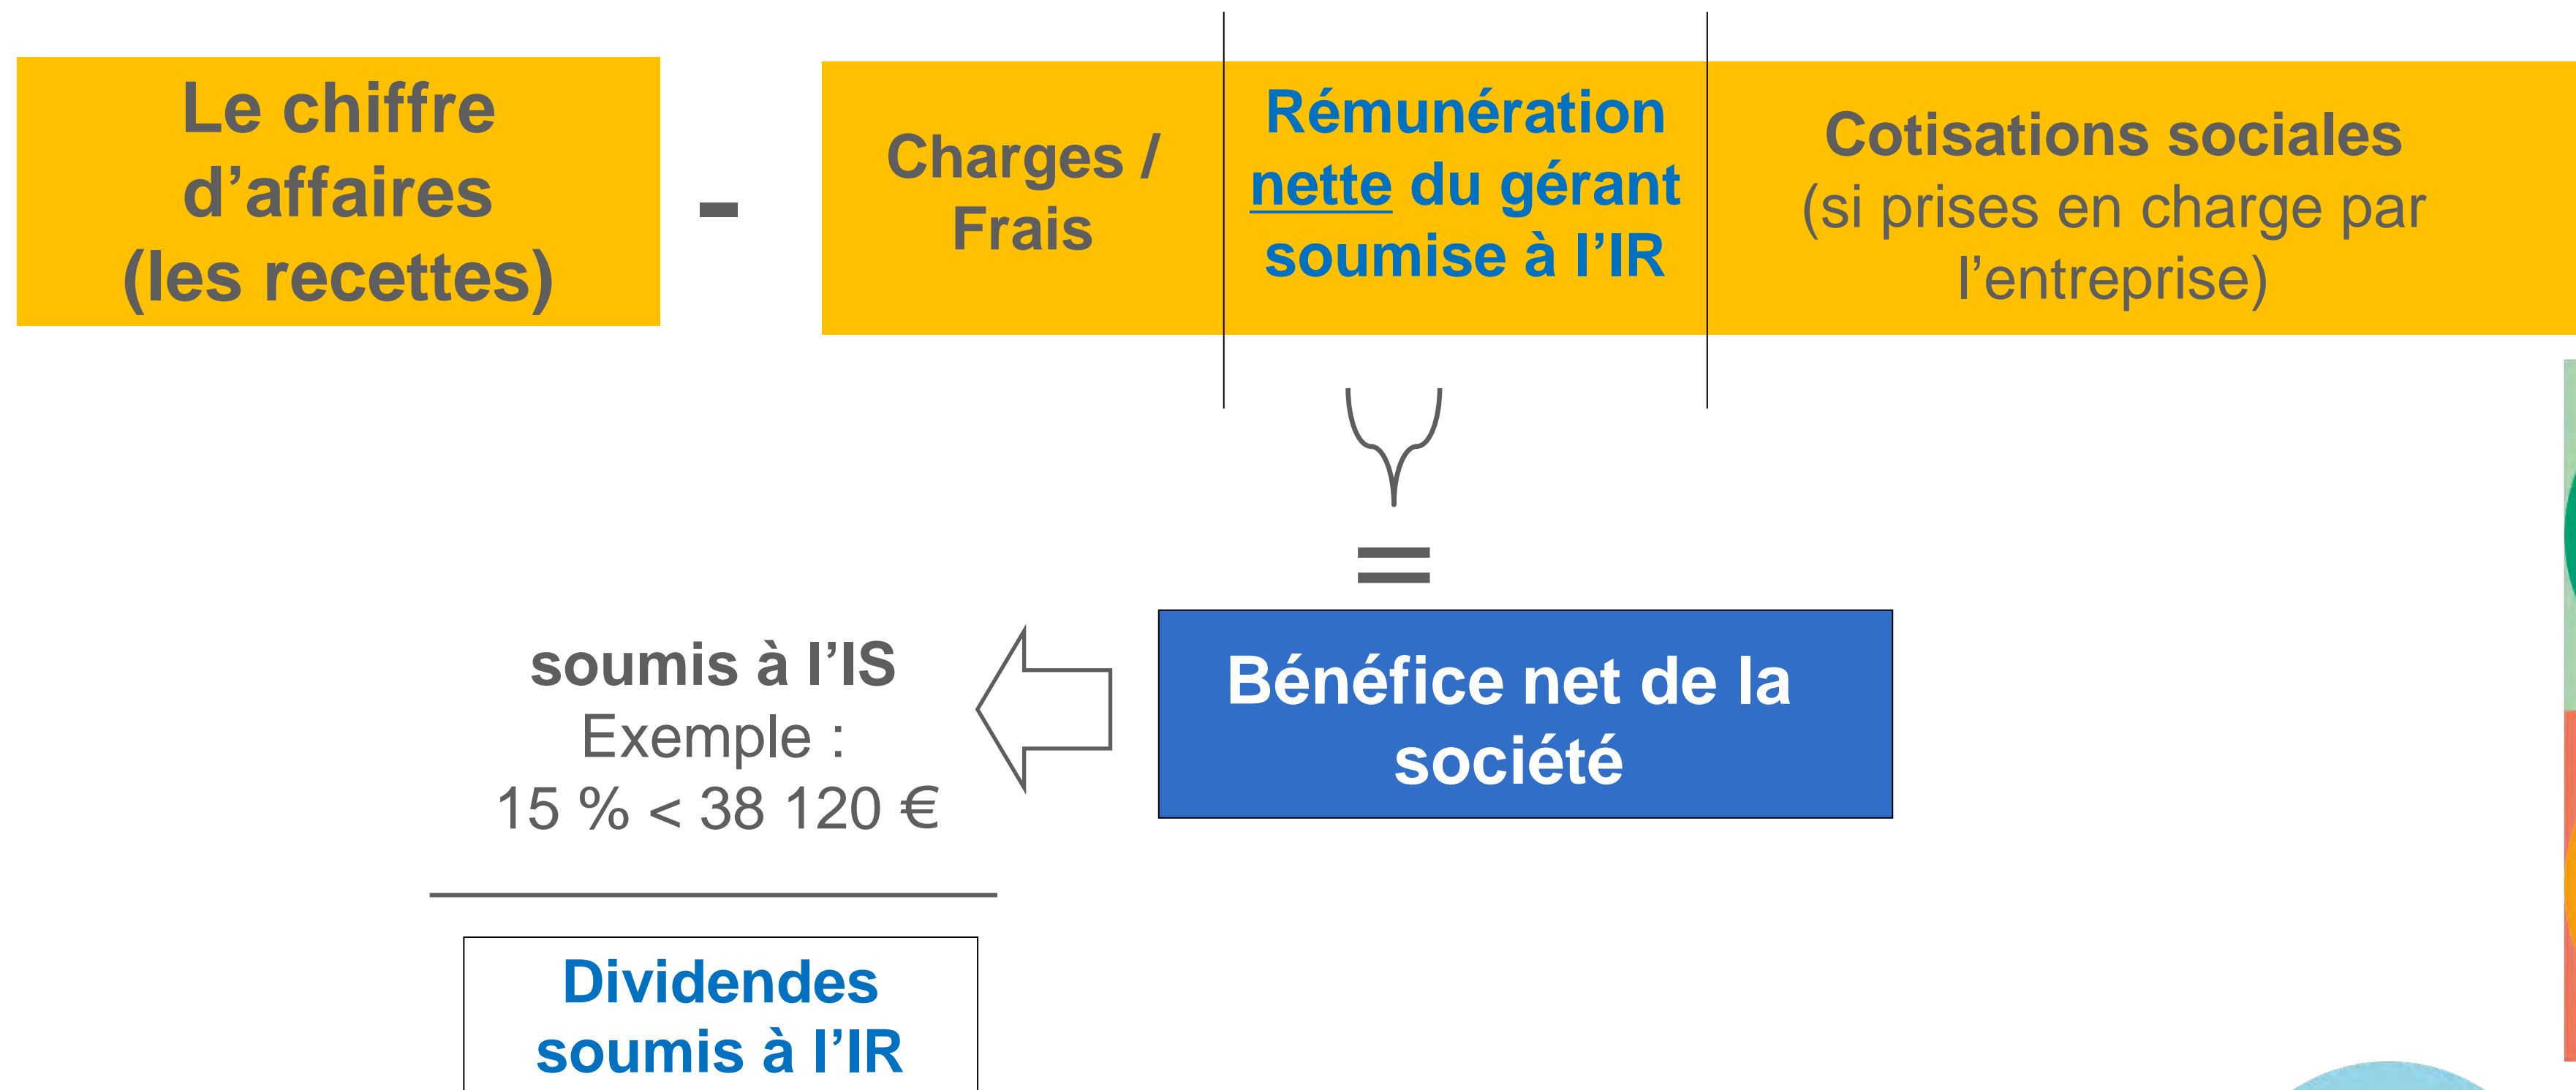 Le chiffre
d’affaires
(les recettes)
-
Charges /
Frais
Rémunération
nette du gérant
soumise à l’IR
Cotisations sociales
(si prises en charge par
l’entreprise)
=
Bénéfice net de la
société
soumis à l’IS
Exemple :
15 % < 38 120 €
Dividendes
soumis à l’IR